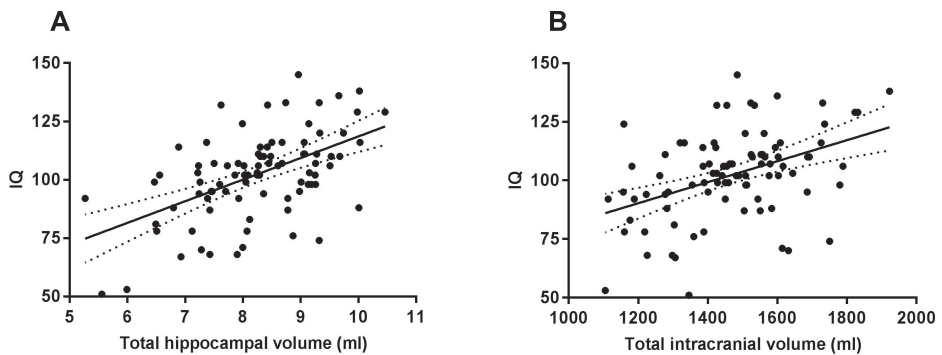 A
B
150
125
100
75
50
IQ
5 6 7 8 9 10 11
Total hippocampal volume (ml)
150
125
100
75
50
IQ
1000 1200 1400 1600 1800 2000
Total intracranial volume (ml)